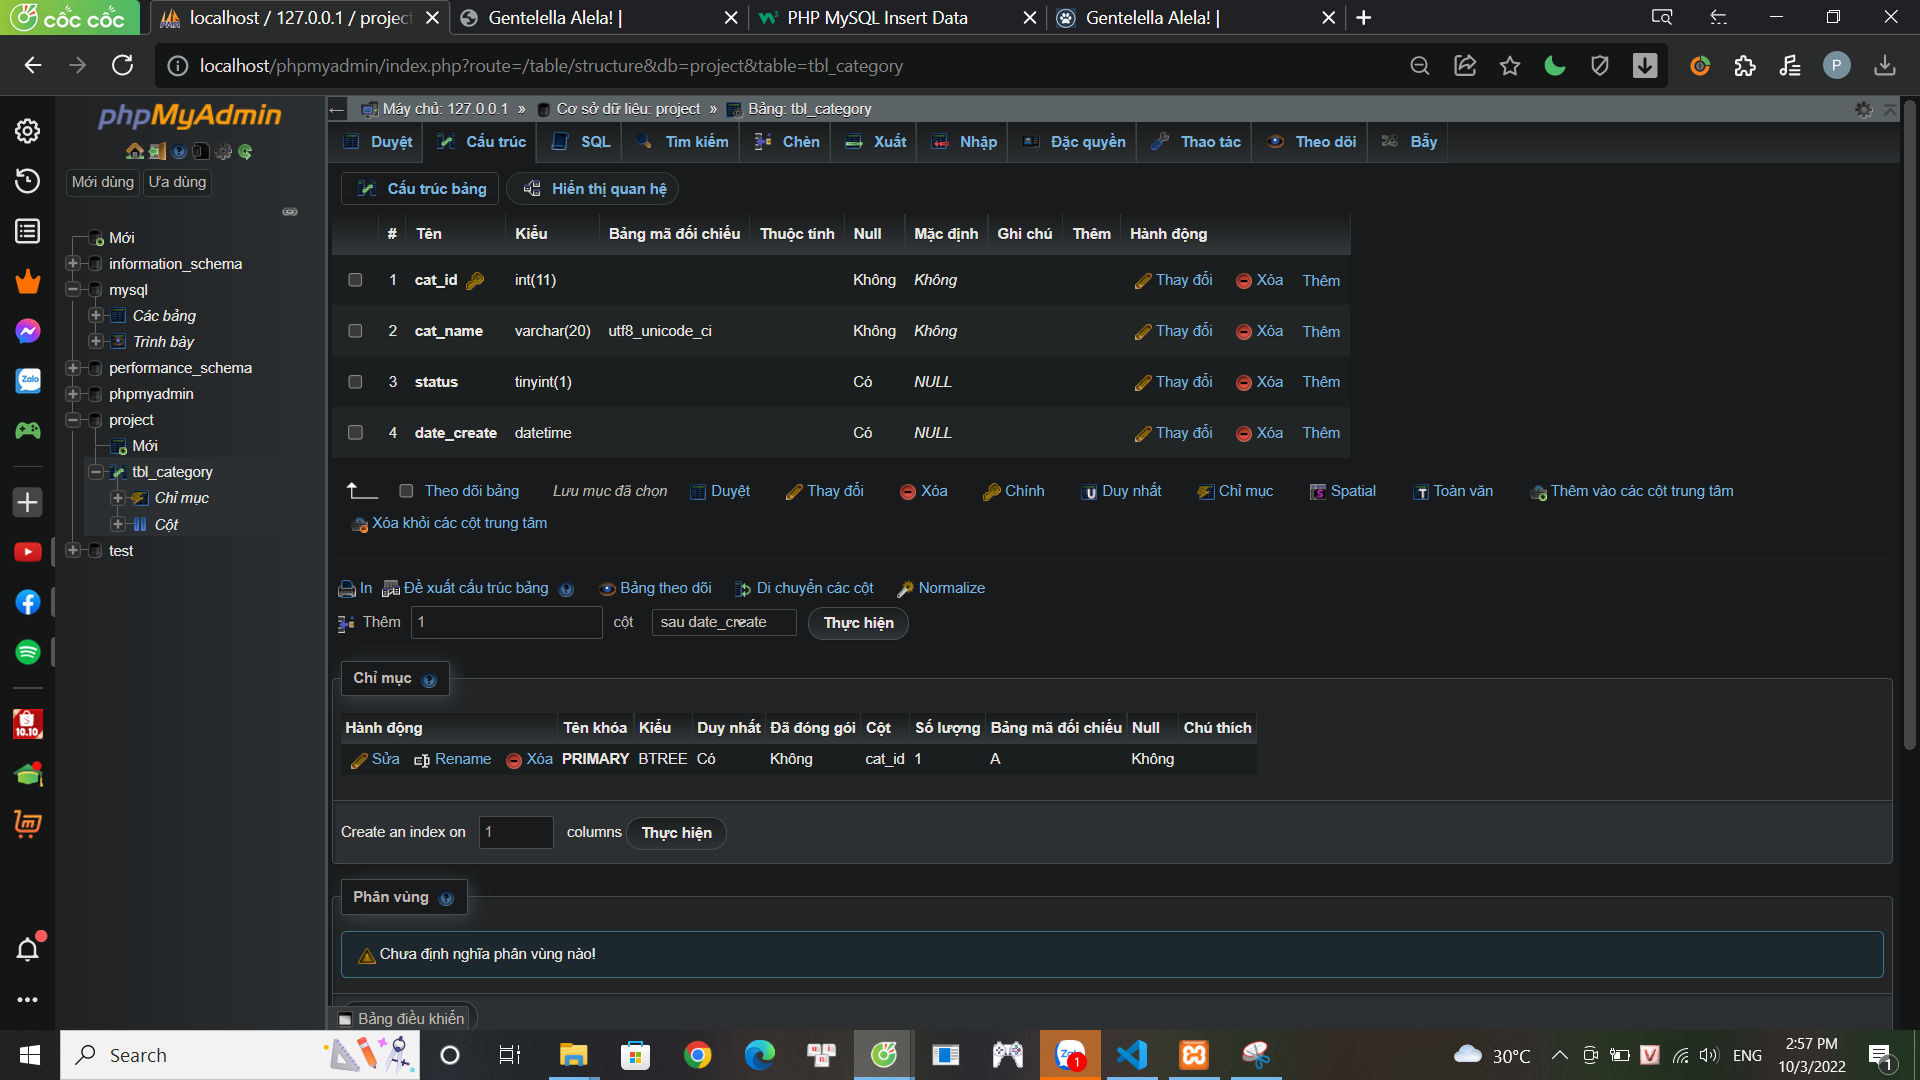 cốc cốc
localhost / 127.0.0.1 / project
Gentelella Alela! |
PHP MySQL Insert Data
Gentelella Alela! |
localhost/phpmyadmin/index.php?route=/table/structure&db=project&table=tbl_category
P
phpMyAdmin
Mới dùng Ưa dùng
Mới
information_schema
mysql
Các bảng
Trình bày
performance_schema
phpmyadmin
project
Mới
tbl_category
Chỉ mục
Cột
test
Zalo
10.10
Máy chủ: 127.0.0.1 » Cơ sở dữ liệu: project » Bảng: tbl_category
Duyệt Cấu trúc SQL Tìm kiếm Chèn Xuất Nhập Đặc quyền Thao tác Theo dõi Bẫy
Cấu trúc bảng Hiển thị quan hệ
# Tên Kiểu Bảng mã đối chiếu Thuộc tính Null Mặc định Ghi chú Thêm Hành động
1 cat_id int(11) Không Không Thay đổi Xóa Thêm
2 cat_name varchar(20) utf8_unicode_ci Không Không Thay đổi Xóa Thêm
3 status tinyint(1) Có NULL Thay đổi Xóa Thêm
4 date_create datetime Có NULL Thay đổi Xóa Thêm
Theo dõi bảng Lưu mục đã chọn Duyệt Thay đổi Xóa Chính Duy nhất Chỉ mục Spatial Toàn văn Thêm vào các cột trung tâm
Xóa khỏi các cột trung tâm
In Đề xuất cấu trúc bảng Bảng theo dõi Di chuyển các cột Normalize
Thêm 1 cột sau date_create Thực hiện
Chỉ mục
Hành động Tên khóa Kiểu Duy nhất Đã đóng gói Cột Số lượng Bảng mã đối chiếu Null Chú thích
Sửa Rename Xóa PRIMARY BTREE Có Không cat_id 1 A Không
Create an index on 1 columns Thực hiện
Phân vùng
Chưa định nghĩa phân vùng nào!
Bảng điều khiển
Search
1
30°C
ENG
2:57 PM
10/3/2022
1